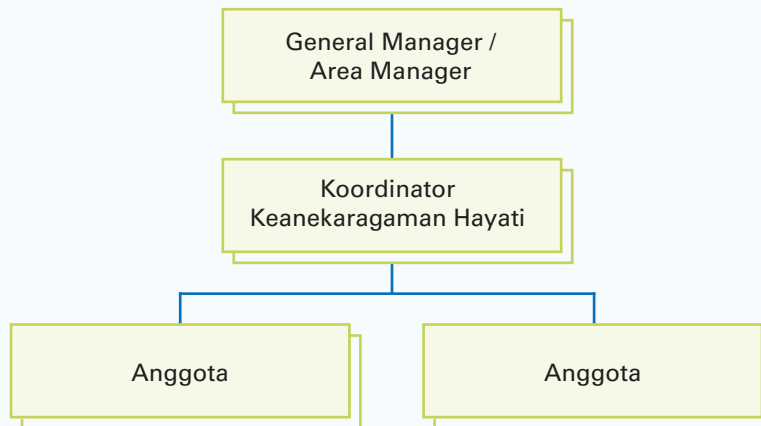 General Manager /
Area Manager
Koordinator
Keanekaragaman Hayati
Anggota
Anggota